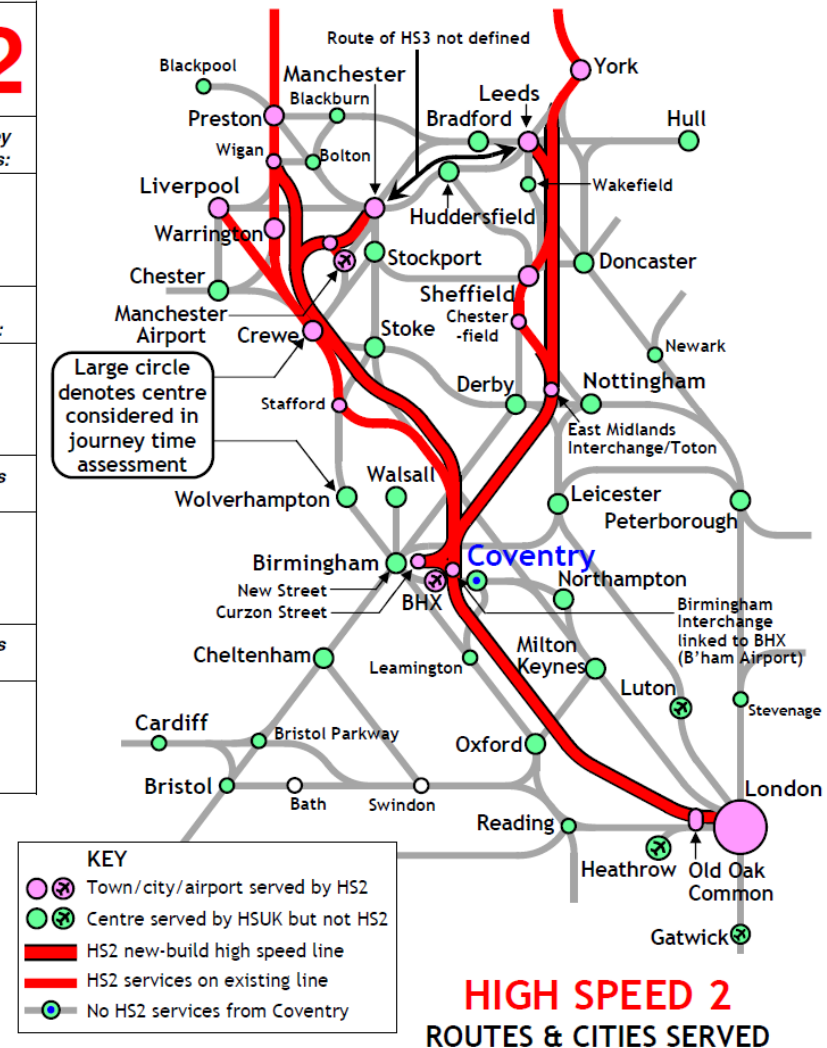 2
y
s:
:
s
s
Route of HS3 not defined
Blackpool
Manchester
York
Blackburn
Leeds
Preston
Bradford
Hull
Wigan
Bolton
Liverpool
Wakefield
Huddersfield
Warrington
Stockport
Chester
Doncaster
Sheffield
Manchester
Airport
Chester
-field
Crewe
Stoke
Newark
Large circle
denotes centre
considered in
journey time
assessment
Derby
Nottingham
Stafford
East Midlands
Interchange/Toton
Walsall
Wolverhampton
Leicester
Peterborough
Birmingham
Coventry
New Street
Curzon Street
BHX
Northampton
Birmingham
Interchange
linked to BHX
(B'ham Airport)
Cheltenham
Leamington
Milton
Keynes
Luton
Stevenage
Cardiff
Bristol Parkway
Oxford
Bristol
Bath
Swindon
London
Reading
Heathrow
Old Oak
Common
Gatwick
KEY
Town/city/airport served by HS2
Centre served by HSUK but not HS2
HS2 new-build high speed line
HS2 services on existing line
No HS2 services from Coventry
HIGH SPEED 2
ROUTES & CITIES SERVED